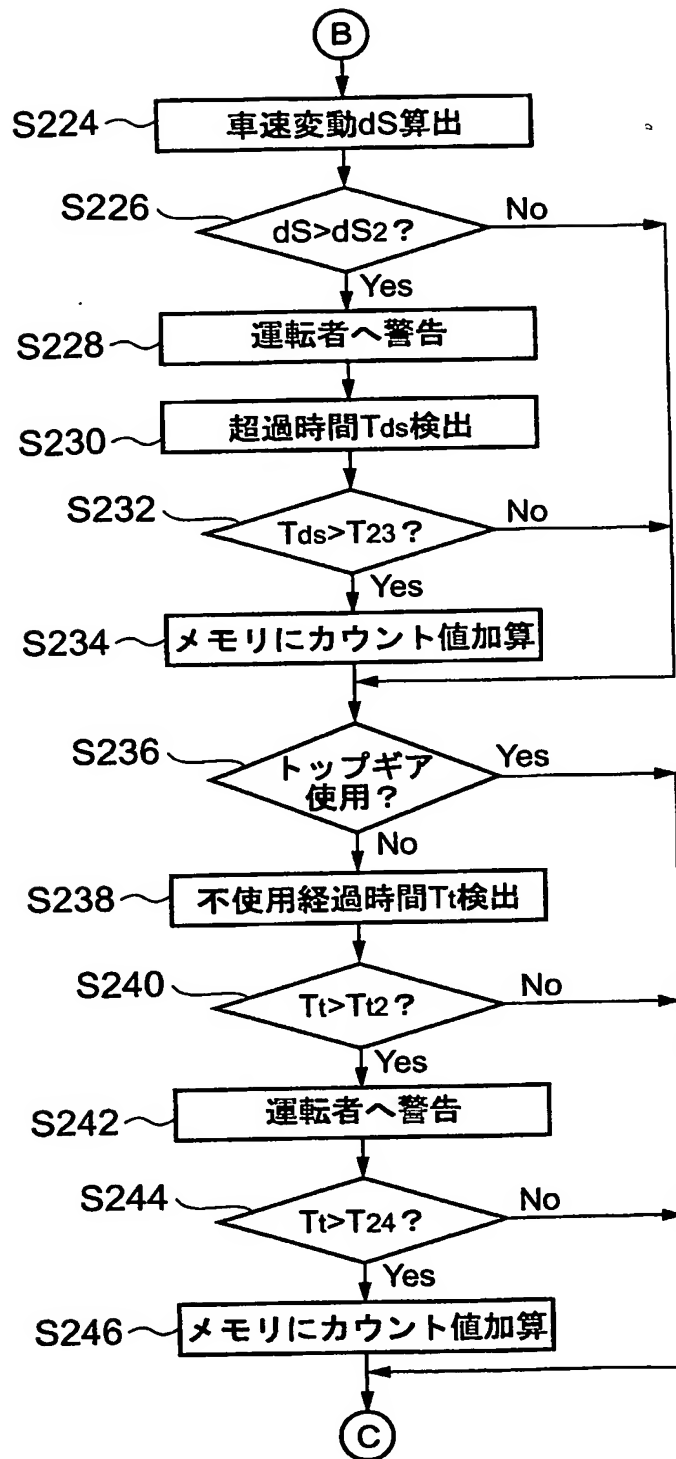 B
S224
車速変動dS算出
S226
dS>dS2?
No
Yes
S228
運転者へ警告
S230
超過時間Tds検出
S232
Tds>T23?
No
Yes
S234
メモリにカウント値加算
S236
トップギア
使用?
Yes
No
S238
不使用経過時間Tt検出
S240
Tt>Tt2?
No
Yes
S242
運転者へ警告
S244
Tt>T24?
No
Yes
S246
メモリにカウント値加算
C